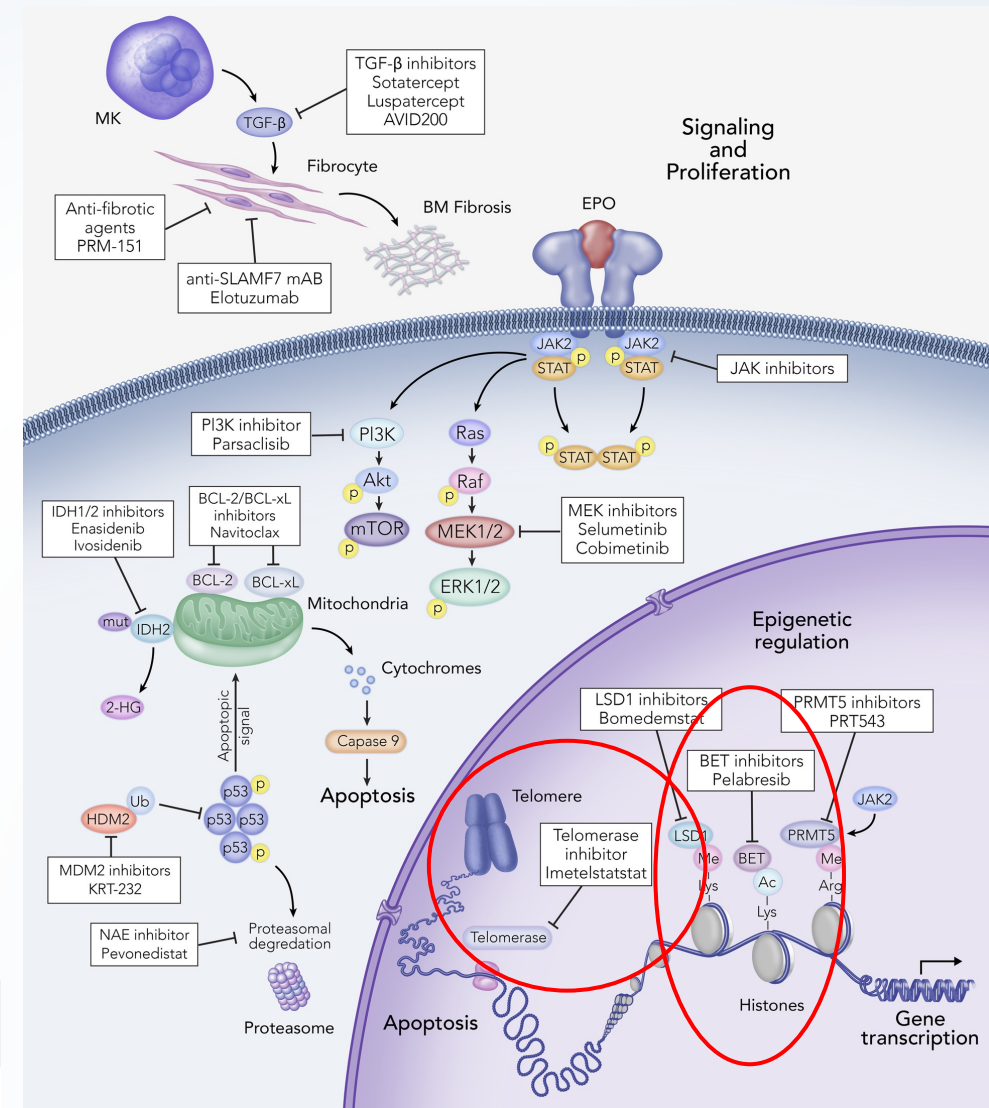 MK
TGF-β
TGF-β inhibitors
Sotatercept
Luspatercept
AVID200
Fibrocyte
Anti-fibrotic
agents
PRM-151
anti-SLAMF7 mAB
Elotuzumab
BM Fibrosis
Signaling
and
Proliferation
EPO
JAK2
STAT
p
p
JAK2
STAT
JAK inhibitors
p
STAT
STAT
p
PI3K inhibitor
Parsaclisib
PI3K
Akt
p
mTOR
p
Ras
Raf
p
MEK1/2
ERK1/2
p
MEK inhibitors
Selumetinib
Cobimetinib
IDH1/2 inhibitors
Enasidenib
Ivosidenib
BCL-2/BCL-xL
inhibitors
Navitoclax
BCL-2
BCL-xL
Mitochondria
mut
IDH2
2-HG
Cytochromes
Capase 9
Apoptosis
Apoptopic
signal
p53
p
p53
p53
p53
p
Ub
HDM2
MDM2 inhibitors
KRT-232
NAE inhibitor
Pevonedistat
Proteasomal
degredation
Proteasome
Epigenetic
regulation
LSD1 inhibitors
Bomedemstat
PRMT5 inhibitors
PRT543
BET inhibitors
Pelabresib
Telomere
Telomerase
inhibitor
Imetelstatstat
Telomerase
LSD1
Me
Lys
BET
Ac
Lys
PRMT5
JAK2
Me
Arg
Histones
Apoptosis
Gene
transcription